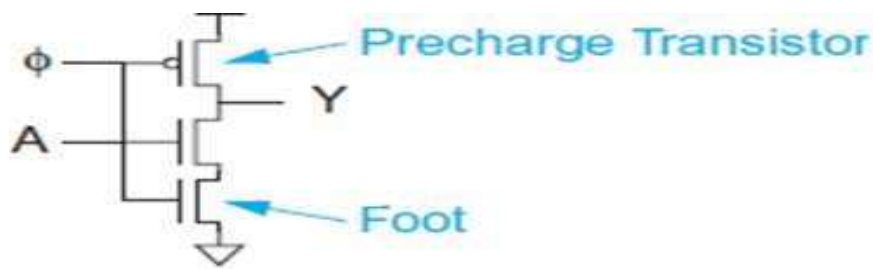 Precharge Transistor
ϕ
Y
A
Foot